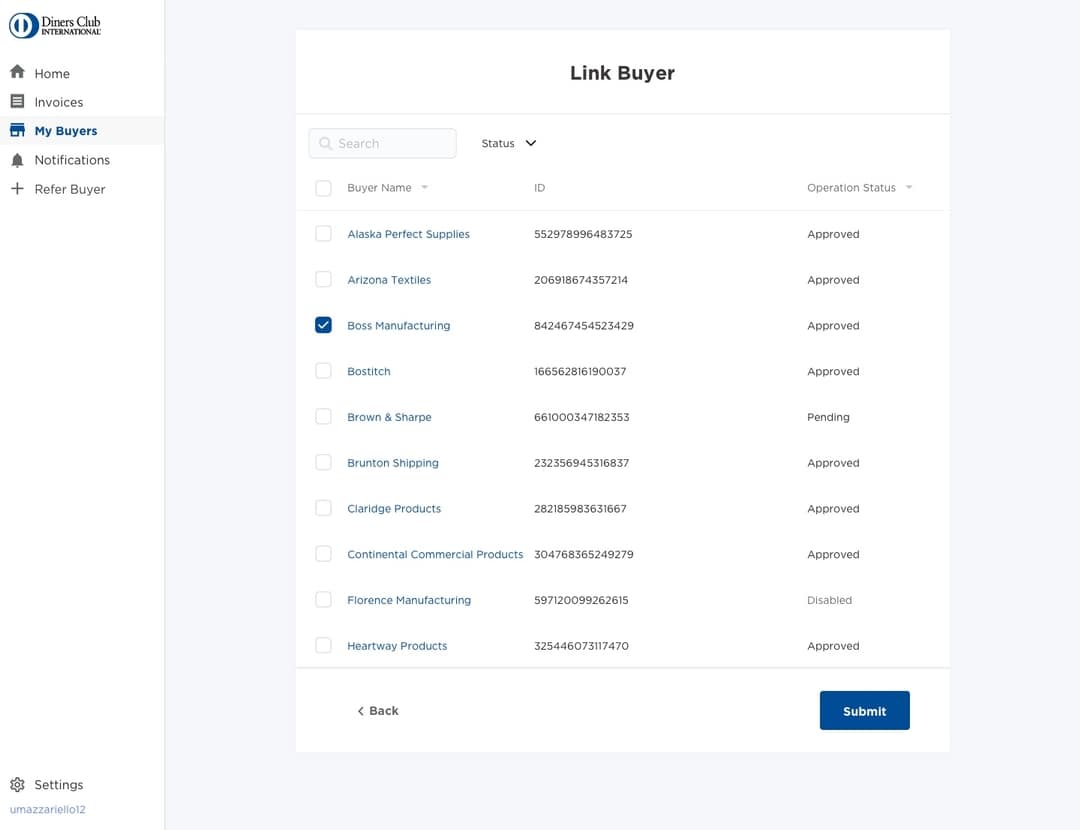 Diners Club
INTERNATIONAL
Home
Invoices
My Buyers
Notifications
Refer Buyer
Settings
umazzariello12
Link Buyer
Search Status
Buyer Name ID Operation Status
Alaska Perfect Supplies 552978996483725 Approved
Arizona Textiles 206918674357214 Approved
Boss Manufacturing 842467454523429 Approved
Bostitch 166562816190037 Approved
Brown & Sharpe 661000347182353 Pending
Brunton Shipping 232356945316837 Approved
Claridge Products 282185983631667 Approved
Continental Commercial Products 304768365249279 Approved
Florence Manufacturing 597120099262615 Disabled
Heartway Products 325446073117470 Approved
Back Submit